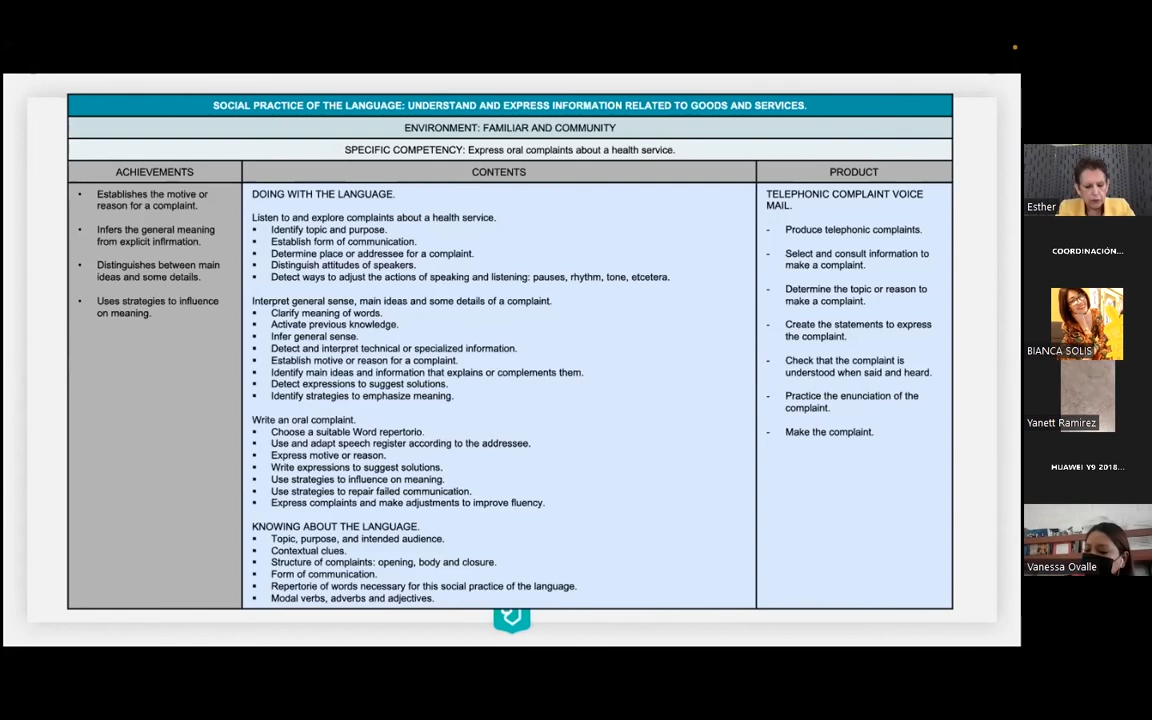 SOCIAL PRACTICE OF THE LANGUAGE: UNDERSTAND AND EXPRESS INFORMATION RELATED TO GOODS AND SERVICES.
ENVIRONMENT: FAMILIAR AND COMMUNITY
SPECIFIC COMPETENCY: Express oral complaints about a health service.
ACHIEVEMENTS
CONTENTS
PRODUCT
• Establishes the motive or
reason for a complaint.
• Infers the general meaning
from explicit infirmation.
• Distinguishes between main
ideas and some details.
• Uses strategies to influence
on meaning.
DOING WITH THE LANGUAGE.
Listen to and explore complaints about a health service.
▪ Identify topic and purpose.
▪ Establish form of communication.
▪ Determine place or addressee for a complaint.
▪ Distinguish attitudes of speakers.
▪ Detect ways to adjust the actions of speaking and listening: pauses, rhythm, tone, etcetera.
Interpret general sense, main ideas and some details of a complaint.
▪ Clarify meaning of words.
▪ Activate previous knowledge.
▪ Infer general sense.
▪ Detect and interpret technical or specialized information.
▪ Establish motive or reason for a complaint.
▪ Identify main ideas and information that explains or complements them.
▪ Detect expressions to suggest solutions.
▪ Identify strategies to emphasize meaning.
Write an oral complaint.
▪ Choose a suitable Word repertorio.
▪ Use and adapt speech register according to the addressee.
▪ Express motive or reason.
▪ Write expressions to suggest solutions.
▪ Use strategies to influence on meaning.
▪ Use strategies to repair failed communication.
▪ Express complaints and make adjustments to improve fluency.
KNOWING ABOUT THE LANGUAGE.
▪ Topic, purpose, and intended audience.
▪ Contextual clues.
▪ Structure of complaints: opening, body and closure.
▪ Form of communication.
▪ Repertorie of words necessary for this social practice of the language.
▪ Modal verbs, adverbs and adjectives.
TELEPHONIC COMPLAINT VOICE
MAIL.
- Produce telephonic complaints.
- Select and consult information to
make a complaint.
- Determine the topic or reason to
make a complaint.
- Create the statements to express
the complaint.
- Check that the complaint is
understood when said and heard.
- Practice the enunciation of the
complaint.
- Make the complaint.
Esther
COORDINACIÓN...
BIANCA SOLIS
Yanett Ramirez
HUAWEI Y9 2018...
Vanessa Ovalle